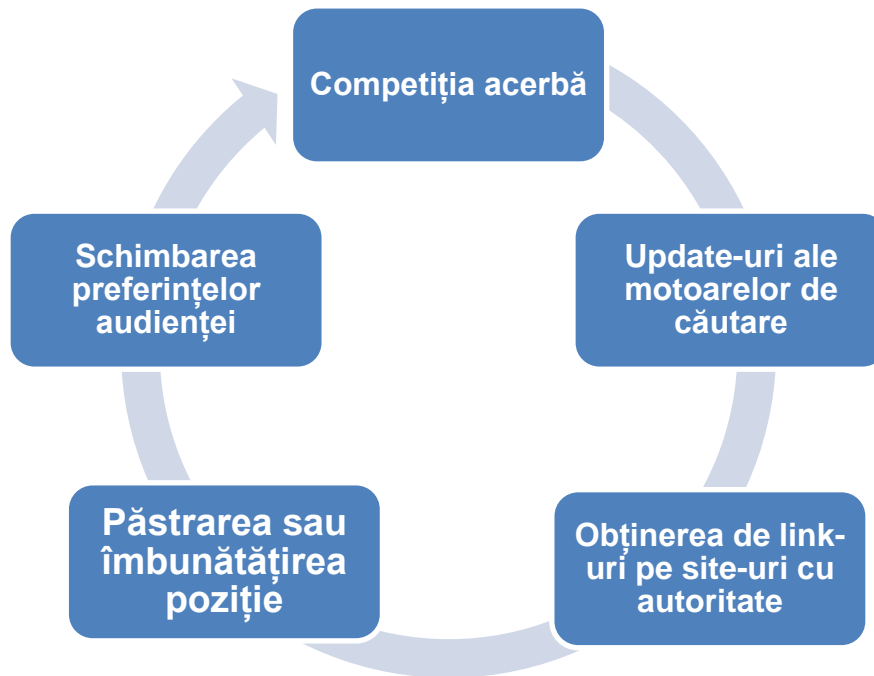 Competiția acerbă
Update-uri ale
motoarelor de
căutare
Obținerea de link-
uri pe site-uri cu
autoritate
Păstrarea sau
îmbunătățirea
poziție
Schimbarea
preferințelor
audienței